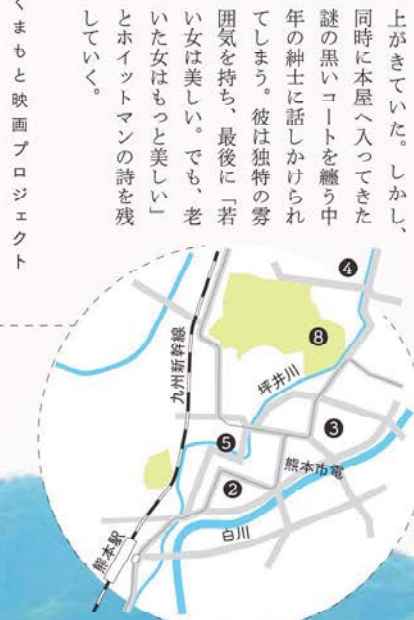 上がきていた。しかし、
同時に本屋へ入ってきた
謎の黒いコートを纏う中
年の紳士に話しかけられ
てしまう。彼は独特の雰
囲気を持ち、最後に「若
い女は美しい。でも、老
いた女はもっと美しい」
とホイットマンの詩を残
していく。
くまもと映画プロジェクト
④
⑧
九州新幹線
坪井川
③
⑤
熊本市電
②
白川
熊本駅